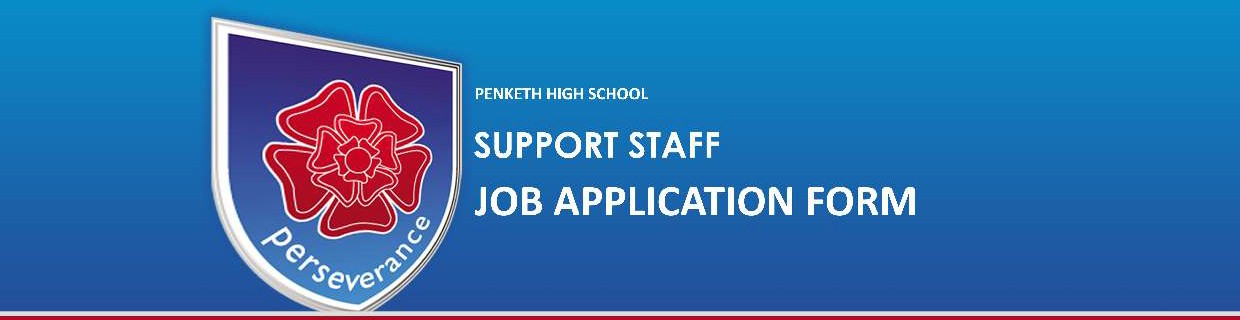 PENKETH HIGH SCHOOL
SUPPORT STAFF
JOB APPLICATION FORM
perseverance